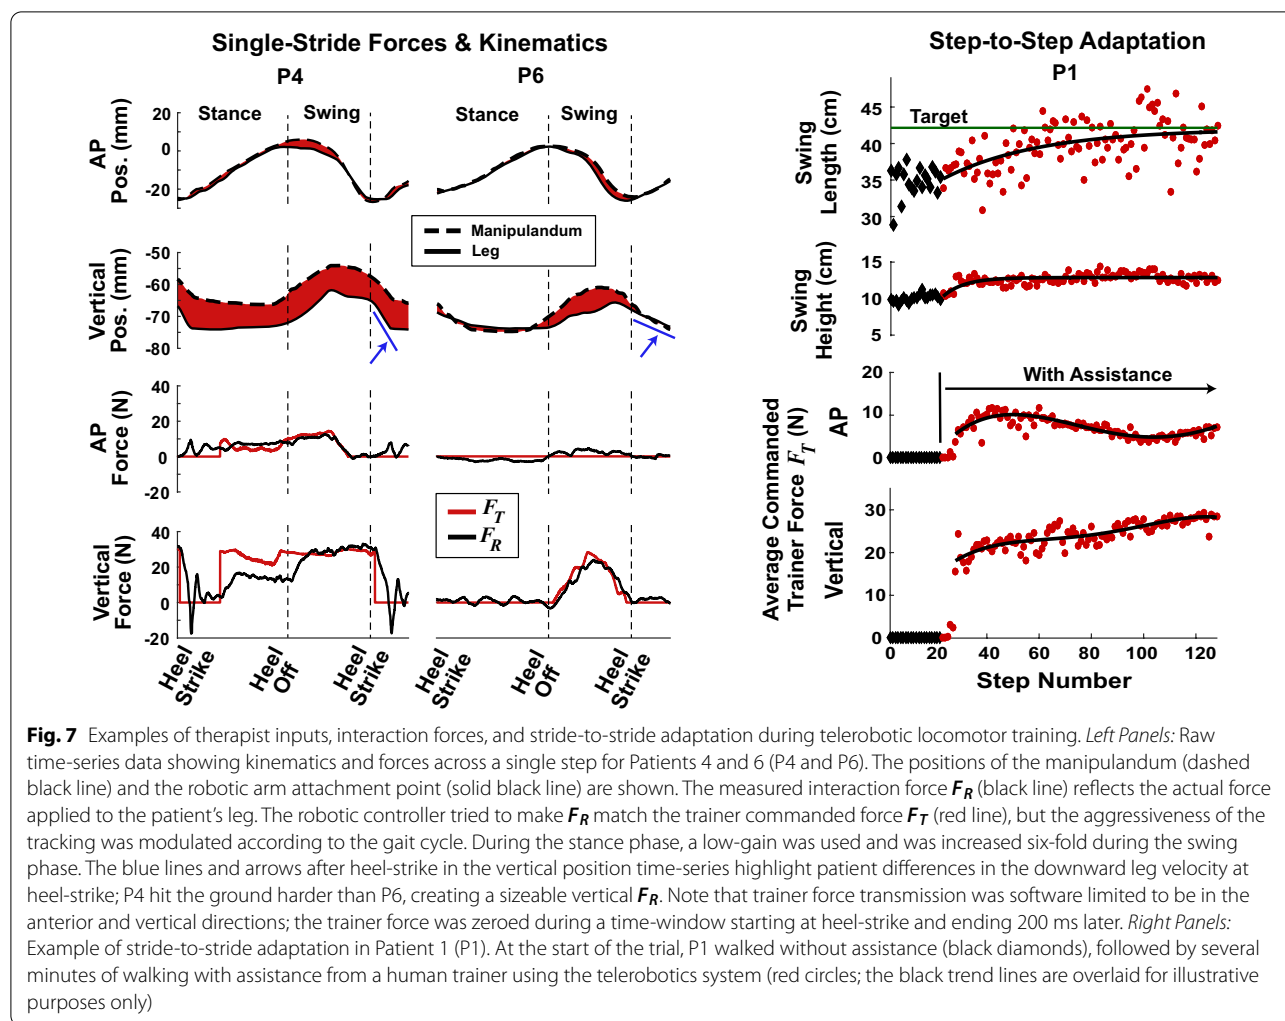 Single-Stride Forces & Kinematics
P4
P6
Stance
Swing
Stance
Swing
AP
Pos. (mm)
20
0
-20
Manipulandum
Leg
Vertical
Pos. (mm)
-50
-60
-70
-80
AP
Force (N)
40
20
0
-20
F_T
F_R
Vertical
Force (N)
40
20
0
-20
Heel
Strike
Heel
Off
Heel
Strike
Heel
Strike
Heel
Off
Heel
Strike
Step-to-Step Adaptation
P1
Swing
Length (cm)
45
40
35
30
Target
Swing
Height (cm)
15
10
5
Average Commanded
Trainer Force F_T (N)
AP
20
10
0
With Assistance
Vertical
30
20
10
0
0
20
40
60
80
100
120
Step Number
Fig. 7 Examples of therapist inputs, interaction forces, and stride-to-stride adaptation during telerobotic locomotor training. Left Panels: Raw
time-series data showing kinematics and forces across a single step for Patients 4 and 6 (P4 and P6). The positions of the manipulandum (dashed
black line) and the robotic arm attachment point (solid black line) are shown. The measured interaction force F_R (black line) reflects the actual force
applied to the patient's leg. The robotic controller tried to make F_R match the trainer commanded force F_T (red line), but the aggressiveness of the
tracking was modulated according to the gait cycle. During the stance phase, a low-gain was used and was increased six-fold during the swing
phase. The blue lines and arrows after heel-strike in the vertical position time-series highlight patient differences in the downward leg velocity at
heel-strike; P4 hit the ground harder than P6, creating a sizeable vertical F_R. Note that trainer force transmission was software limited to be in the
anterior and vertical directions; the trainer force was zeroed during a time-window starting at heel-strike and ending 200 ms later. Right Panels:
Example of stride-to-stride adaptation in Patient 1 (P1). At the start of the trial, P1 walked without assistance (black diamonds), followed by several
minutes of walking with assistance from a human trainer using the telerobotics system (red circles; the black trend lines are overlaid for illustrative
purposes only)